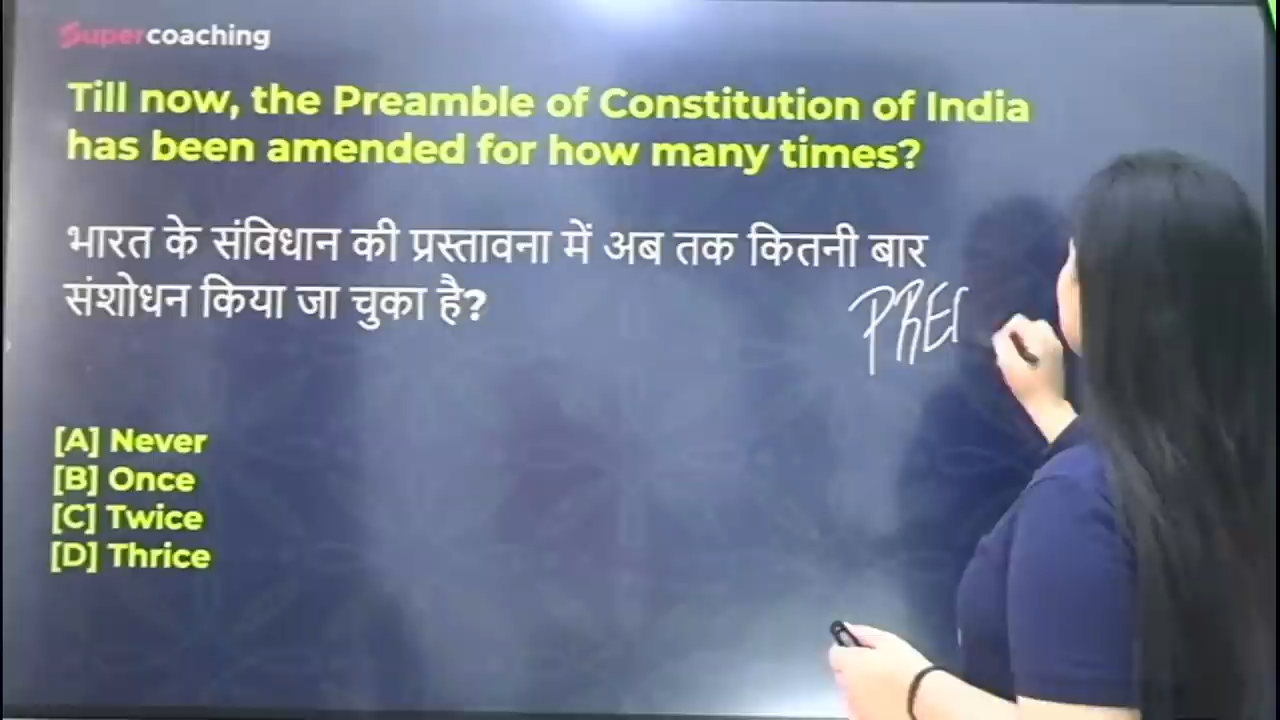 Supercoaching
Till now, the Preamble of Constitution of India
has been amended for how many times?
भारत के संविधान की प्रस्तावना में अब तक कितनी बार
संशोधन किया जा चुका है?
PREA
[A] Never
[B] Once
[C] Twice
[D] Thrice